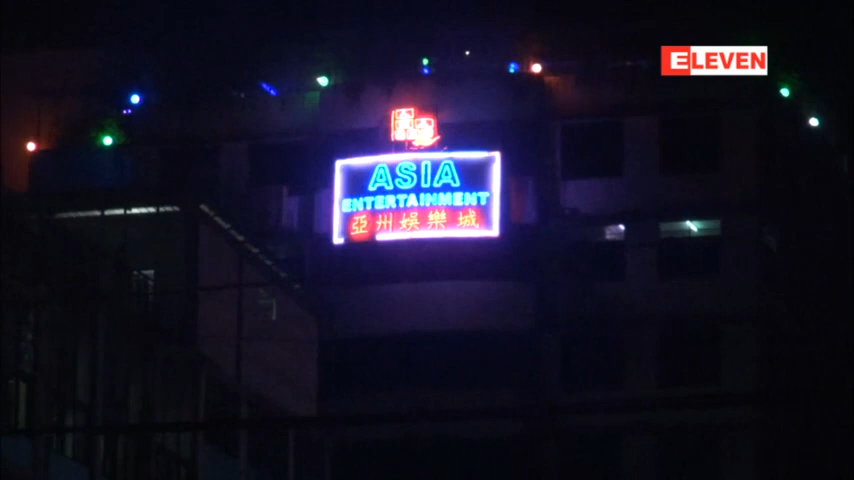 ELEVEN
ASIA
ENTERTAINMENT
亞州娛樂城